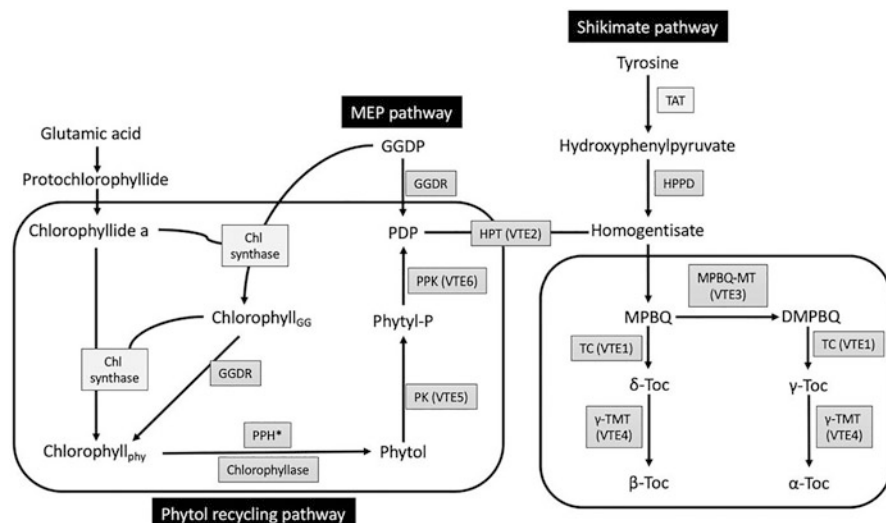 Shikimate pathway
Tyrosine
TAT
MEP pathway
Hydroxyphenylpyruvate
Glutamic acid
GGDP
HPPD
GGDR
Protochlorophyllide
Chlorophyllide a
Chl
synthase
PDP
HPT (VTE2)
Homogentisate
PPK (VTE6)
MPBQ-MT
(VTE3)
Chlorophyll_GG
Phytyl-P
MPBQ
DMPBQ
Chl
synthase
GGDR
TC (VTE1)
TC (VTE1)
PK (VTE5)
δ-Toc
γ-Toc
γ-TMT
(VTE4)
γ-TMT
(VTE4)
Chlorophyll_phy
PPH*
Chlorophyllase
Phytol
β-Toc
α-Toc
Phytol recycling pathway